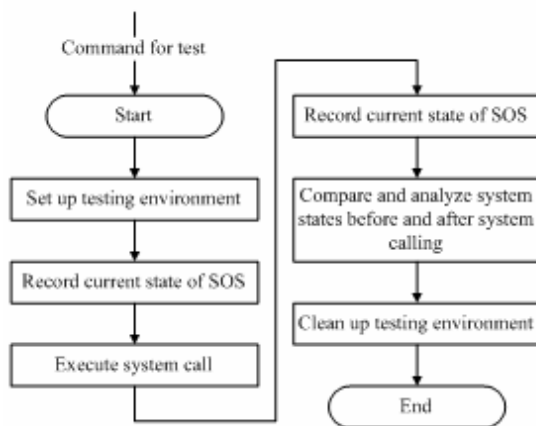 Command for test
Start
Set up testing environment
Record current state of SOS
Execute system call
Record current state of SOS
Compare and analyze system
states before and after system
calling
Clean up testing environment
End